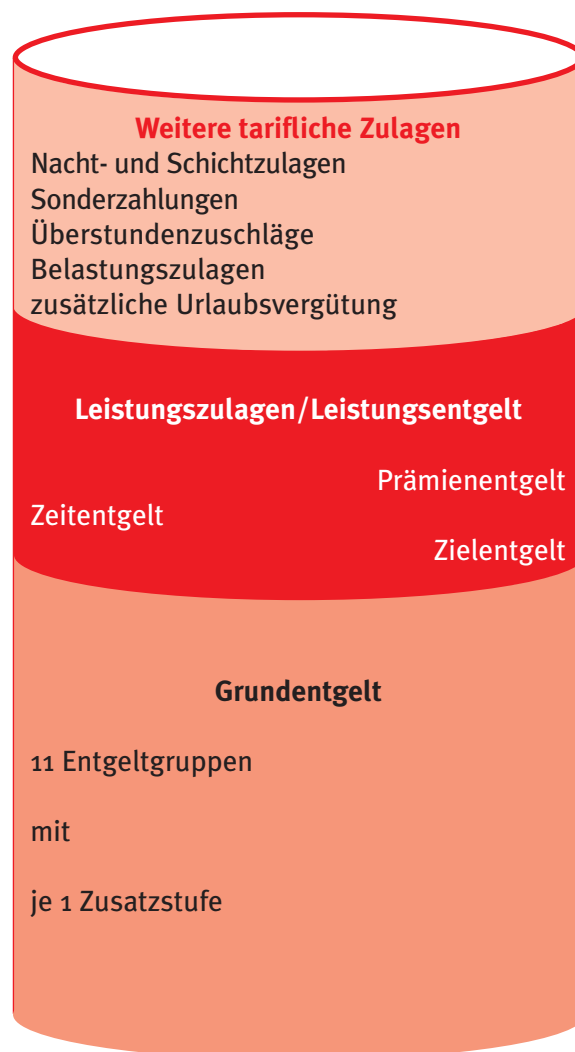 Weitere tarifliche Zulagen
Nacht- und Schichtzulagen
Sonderzahlungen
Überstundenzuschläge
Belastungszulagen
zusätzliche Urlaubsvergütung
Leistungszulagen/Leistungsentgelt
Prämienentgelt
Zeitentgelt
Zielentgelt
Grundentgelt
11 Entgeltgruppen
mit
je 1 Zusatzstufe